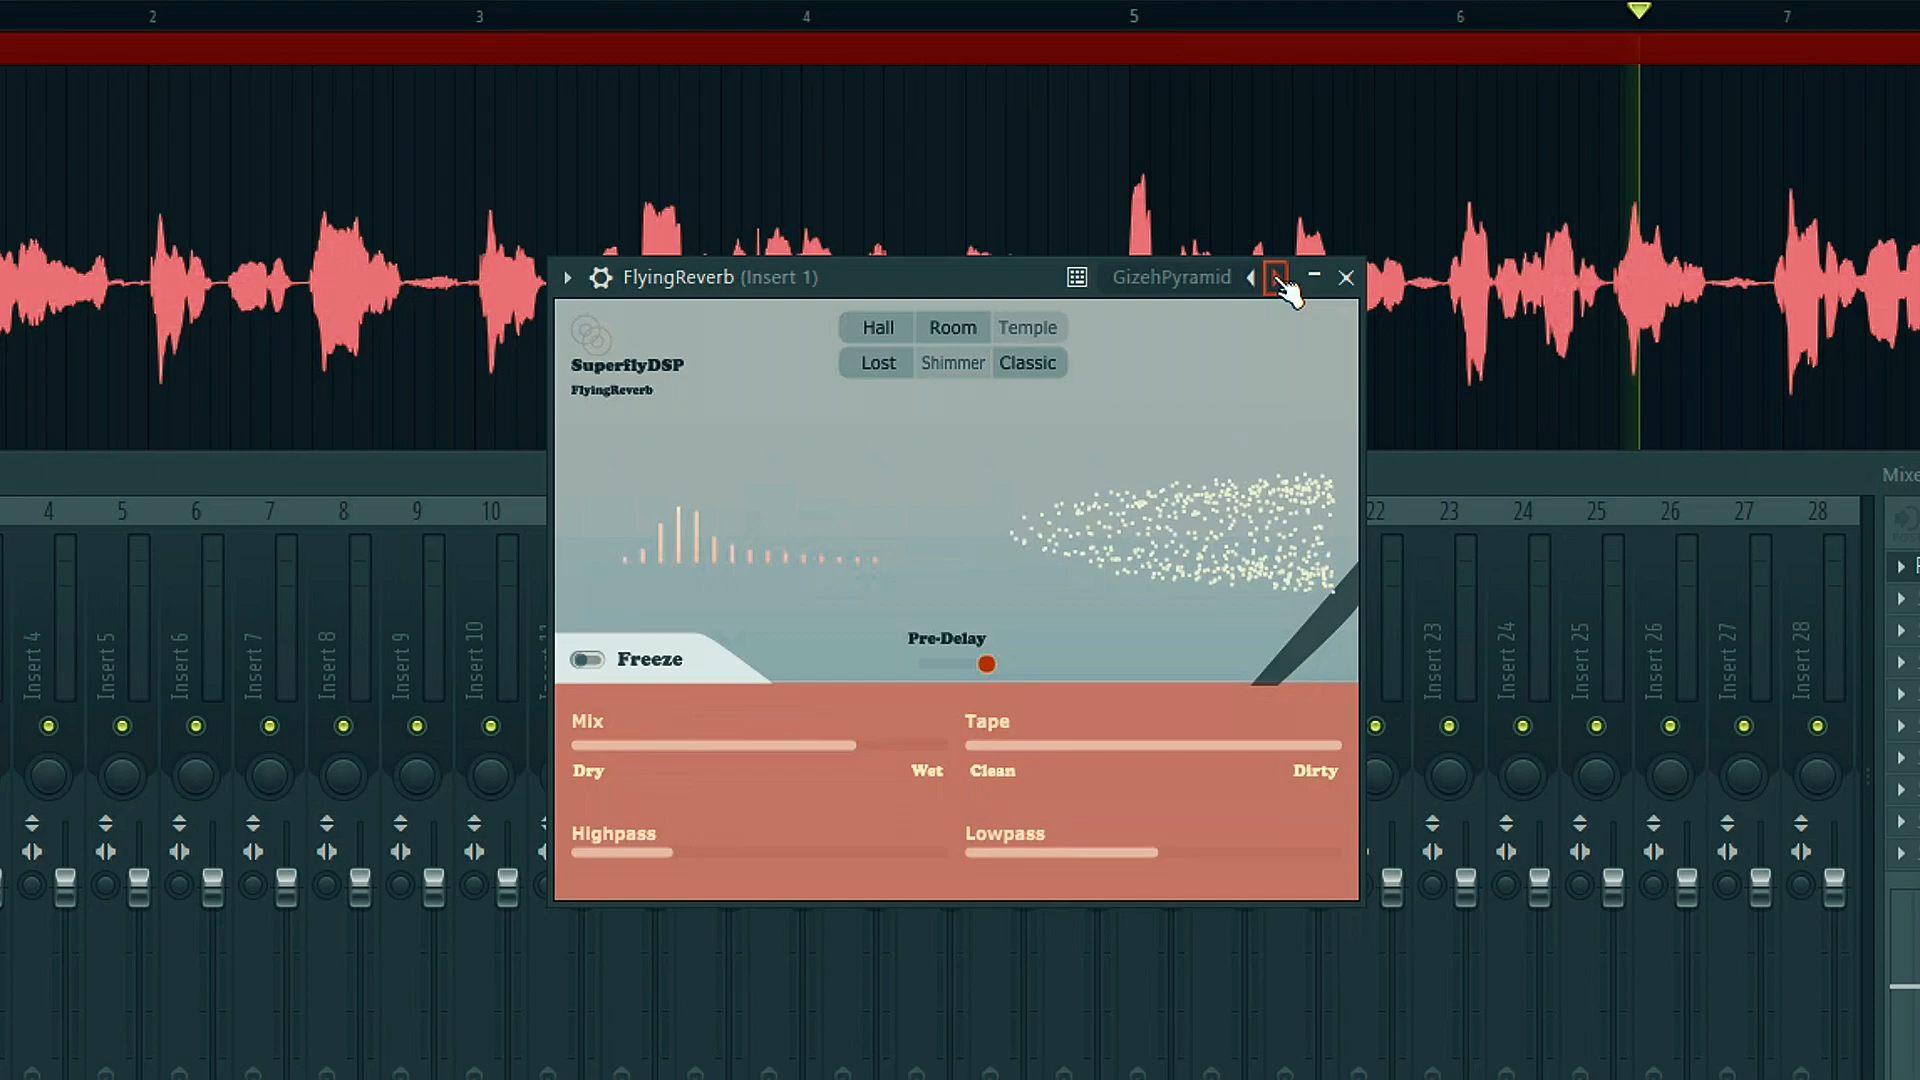 2 3 4 5 6 7
FlyingReverb (Insert 1) GizehPyramid
Hall Room Temple
Lost Shimmer Classic
SuperflyDSP
FlyingReverb
Mixe
4 5 6 7 8 9 10 22 23 24 25 26 27 28
Insert 4 Insert 5 Insert 6 Insert 7 Insert 8 Insert 9 Insert 10 Insert 23 Insert 24 Insert 25 Insert 26 Insert 27 Insert 28
Pre-Delay
Freeze
Mix Tape
Dry Wet Clean Dirty
Highpass Lowpass